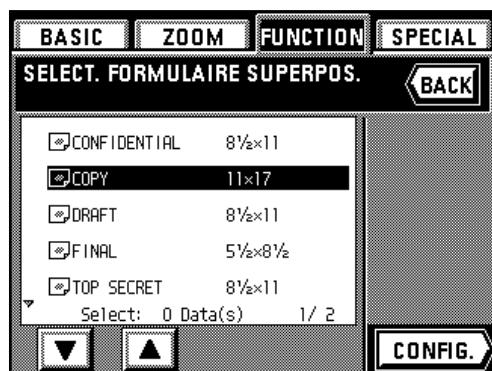 BASIC ZOOM FUNCTION SPECIAL
SELECT. FORMULAIRE SUPERPOS.
BACK
CONFIDENTIAL 8½×11
COPY 11×17
DRAFT 8½×11
FINAL 5½×8½
TOP SECRET 8½×11
Select: 0 Data(s) 1/ 2
CONFIG.